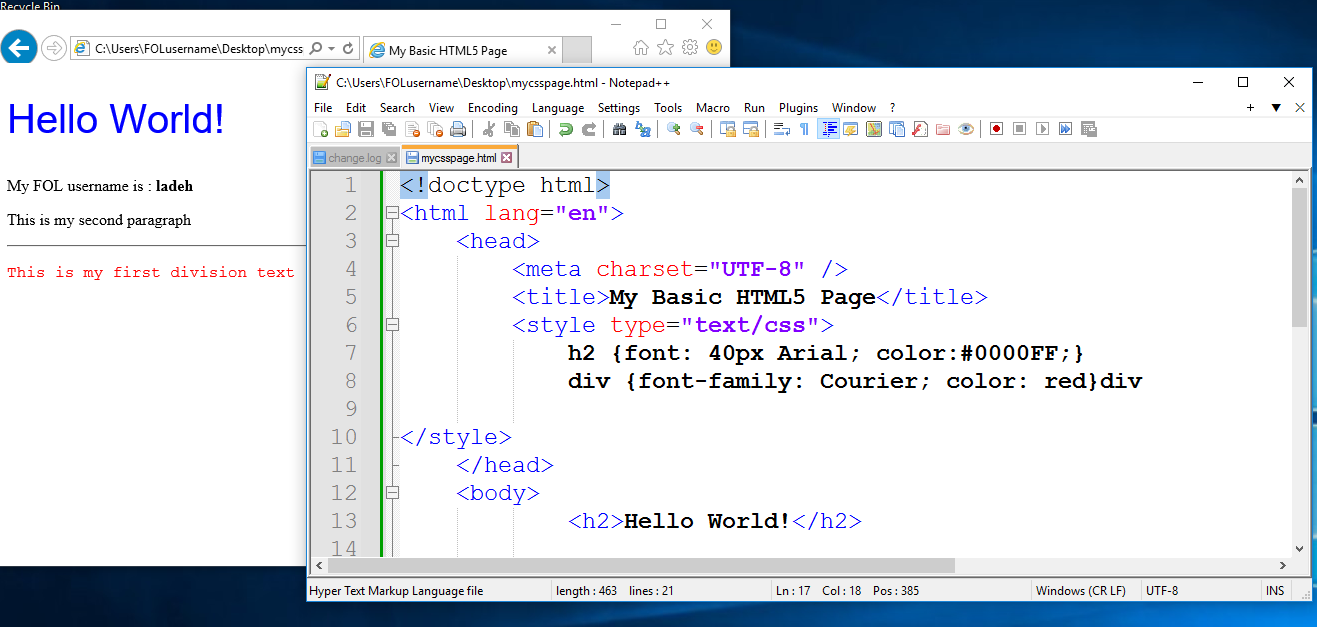 Recycle Bin
C:\Users\FOLusername\Desktop\mycss
My Basic HTML5 Page
Hello World!
My FOL username is : ladeh
This is my second paragraph
This is my first division text
C:\Users\FOLusername\Desktop\mycsspage.html - Notepad++
File Edit Search View Encoding Language Settings Tools Macro Run Plugins Window ?
change.log mycsspage.html
1 <!doctype html>
2 <html lang="en">
3 <head>
4 <meta charset="UTF-8" />
5 <title>My Basic HTML5 Page</title>
6 <style type="text/css">
7 h2 {font: 40px Arial; color:#0000FF;}
8 div {font-family: Courier; color: red}div
9
10 </style>
11 </head>
12 <body>
13 <h2>Hello World!</h2>
14
Hyper Text Markup Language file length : 463 lines : 21 Ln : 17 Col : 18 Pos : 385 Windows (CR LF) UTF-8 INS